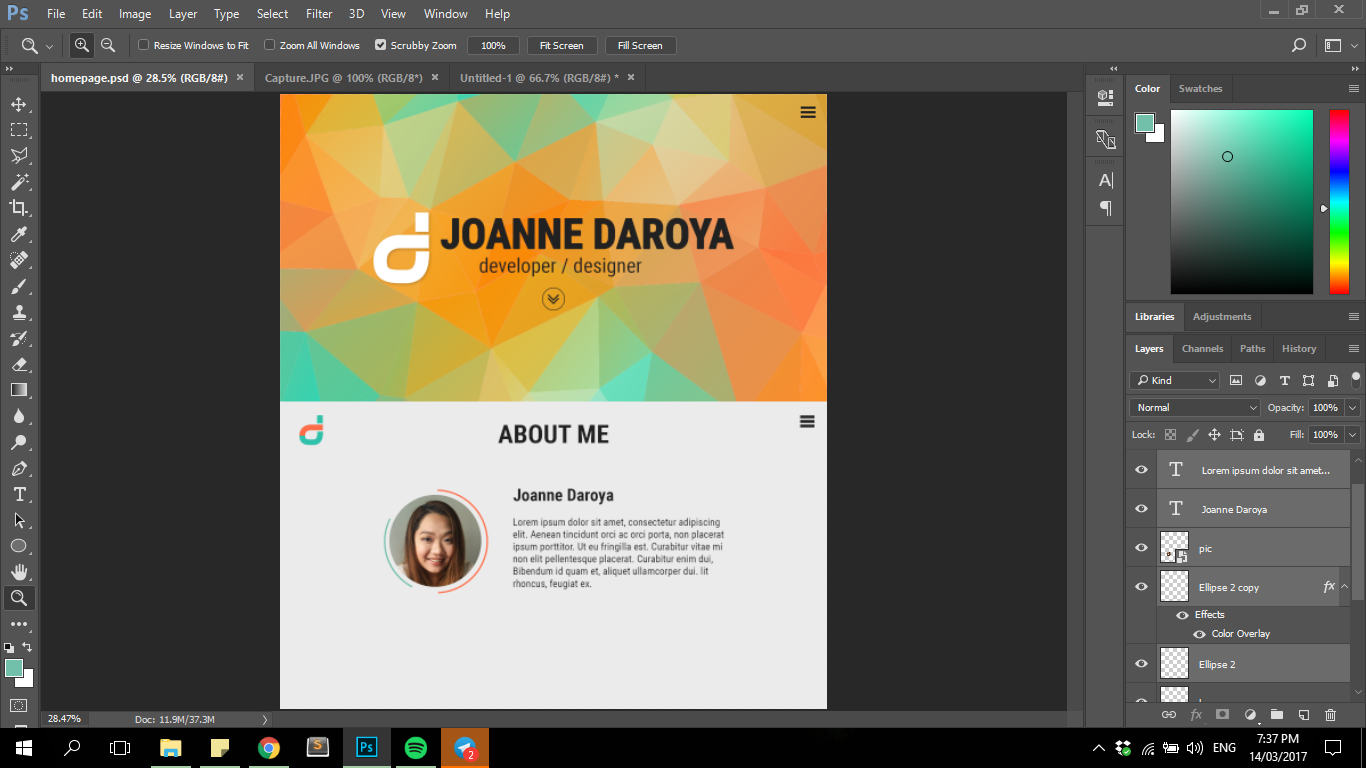 Ps File Edit Image Layer Type Select Filter 3D View Window Help
Resize Windows to Fit Zoom All Windows Scrubby Zoom 100% Fit Screen Fill Screen
homepage.psd @ 28.5% (RGB/8#) × Capture.JPG @ 100% (RGB/8*) × Untitled-1 @ 66.7% (RGB/8#) * ×
JOANNE DAROYA
developer / designer
ABOUT ME
Joanne Daroya
Lorem ipsum dolor sit amet, consectetur adipiscing
elit. Aenean tincidunt orci ac orci porta, non placerat
ipsum porttitor. Ut eu fringilla est. Curabitur vitae mi
non elit pellentesque placerat. Curabitur enim dui,
Bibendum id quam et, aliquet ullamcorper dui. lit
rhoncus, feugiat ex.
Color Swatches
Libraries Adjustments
Layers Channels Paths History
Kind
Normal Opacity: 100%
Lock: Fill: 100%
Lorem ipsum dolor sit amet...
Joanne Daroya
pic
Ellipse 2 copy fx
Effects
Color Overlay
Ellipse 2
28.47% Doc: 11.9M/37.3M
Ps 2 ENG 7:37 PM
14/03/2017